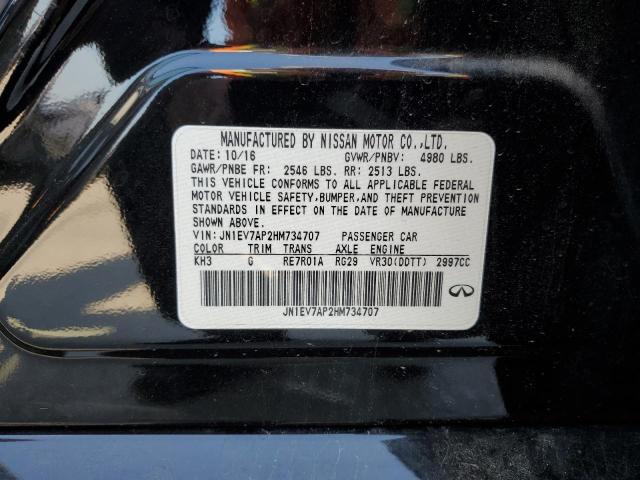 MANUFACTURED BY NISSAN MOTOR CO.,LTD.
DATE: 10/16 GVWR/PNBV: 4980 LBS.
GAWR/PNBE FR: 2546 LBS. RR: 2513 LBS.
THIS VEHICLE CONFORMS TO ALL APPLICABLE FEDERAL
MOTOR VEHICLE SAFETY,BUMPER,AND THEFT PREVENTION
STANDARDS IN EFFECT ON THE DATE OF MANUFACTURE
SHOWN ABOVE.
VIN: JN1EV7AP2HM734707 PASSENGER CAR
COLOR TRIM TRANS AXLE ENGINE
KH3 G RE7R01A RG29 VR30(DDTT) 2997CC
JN1EV7AP2HM734707